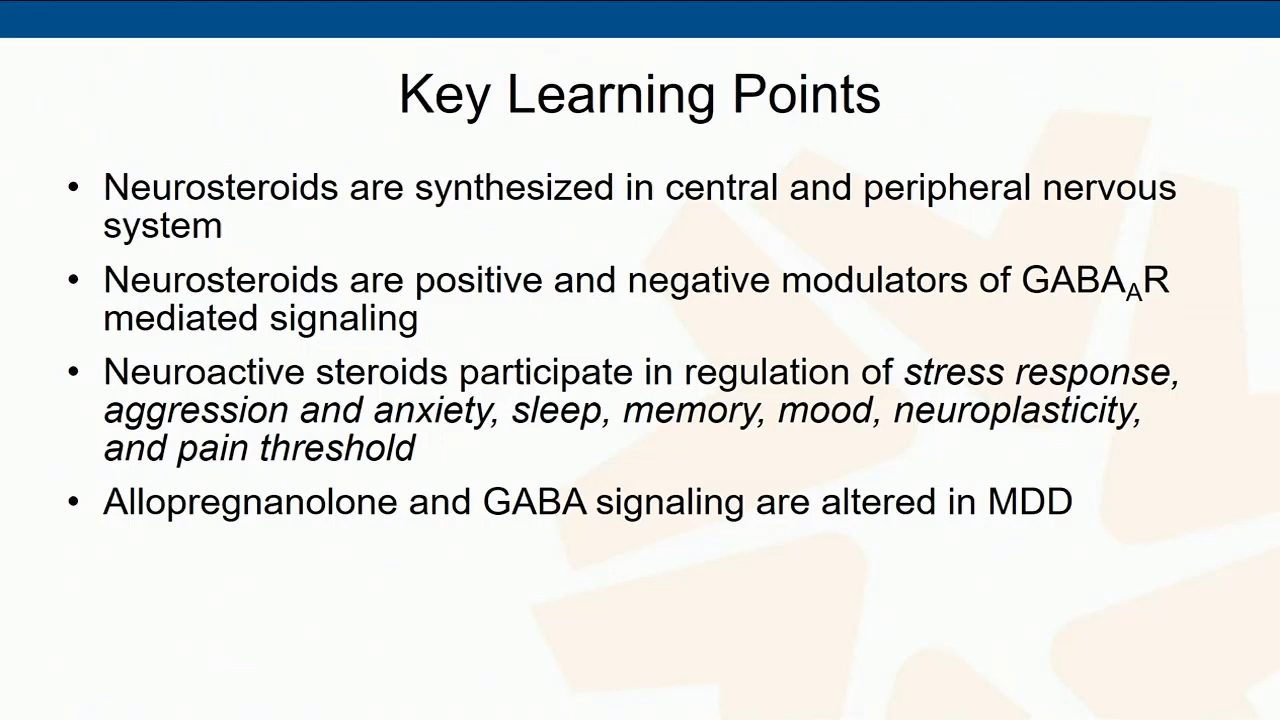 Key Learning Points
• Neurosteroids are synthesized in central and peripheral nervous
system
• Neurosteroids are positive and negative modulators of GABAAR
mediated signaling
• Neuroactive steroids participate in regulation of stress response,
aggression and anxiety, sleep, memory, mood, neuroplasticity,
and pain threshold
• Allopregnanolone and GABA signaling are altered in MDD